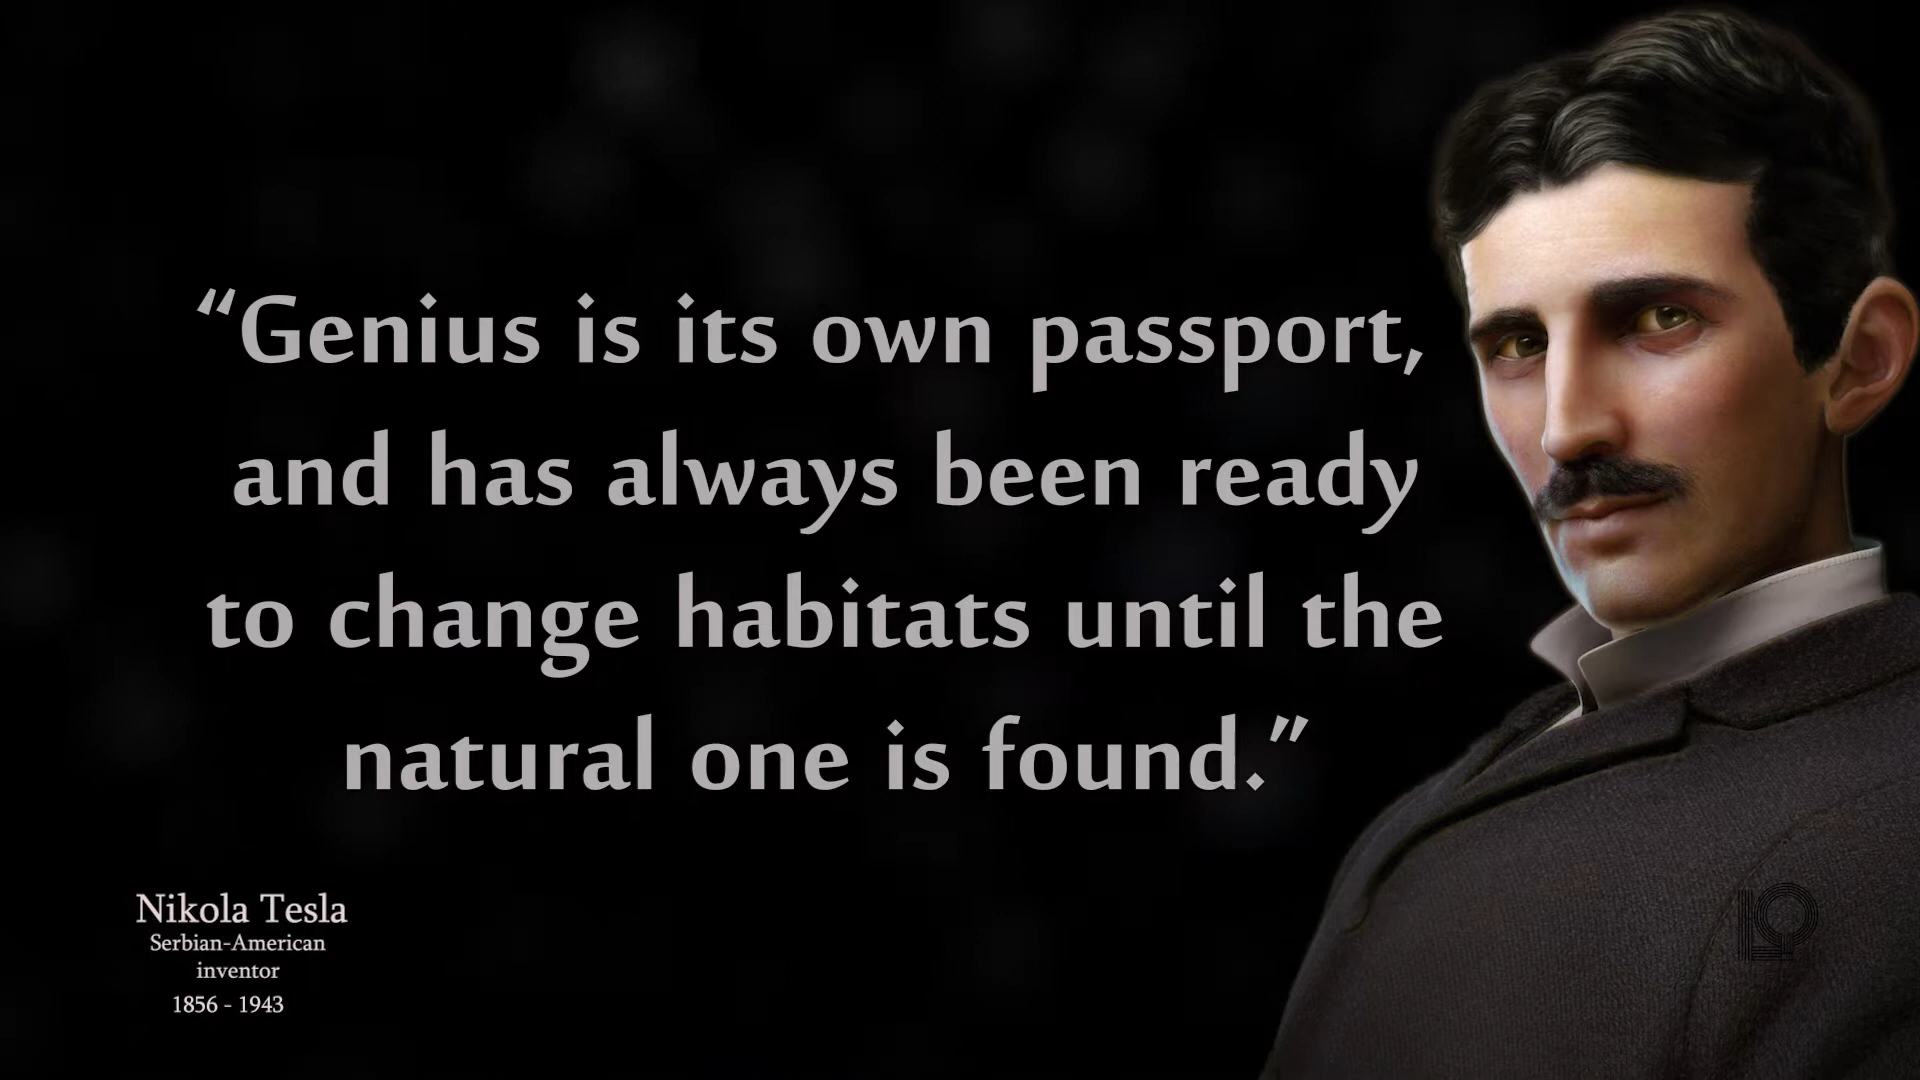 “Genius is its own passport,
and has always been ready
to change habitats until the
natural one is found.”
Nikola Tesla
Serbian-American
inventor
1856 - 1943
LQ